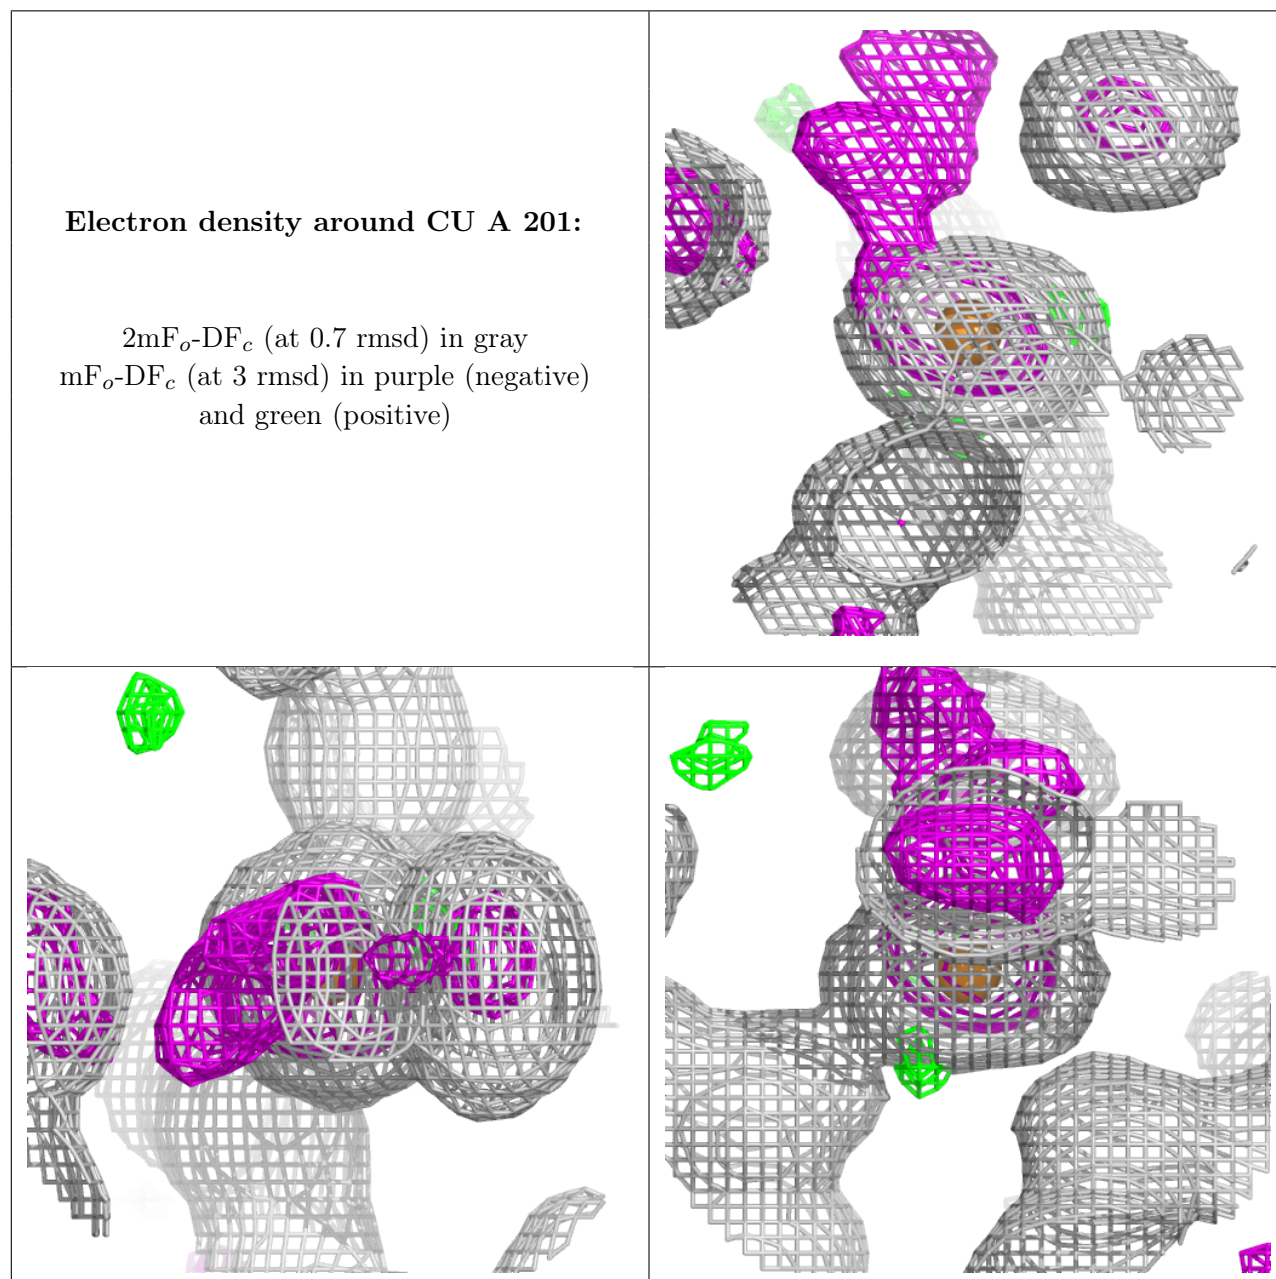 Electron density around CU A 201:
2mFo-DFc (at 0.7 rmsd) in gray
mFo-DFc (at 3 rmsd) in purple (negative)
and green (positive)